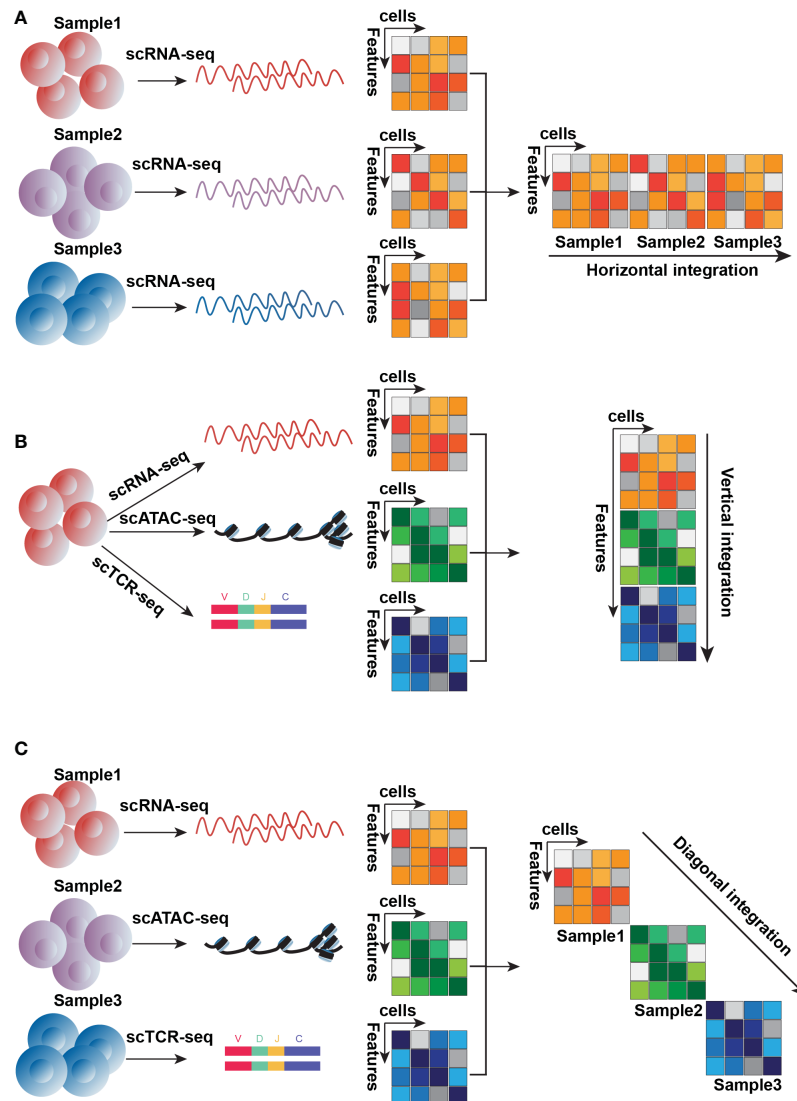 A
Sample1
scRNA-seq
cells
Features
Sample2
scRNA-seq
cells
Features
cells
Features
Sample1 Sample2 Sample3
Horizontal integration
Sample3
scRNA-seq
cells
Features
B
scRNA-seq
scATAC-seq
scTCR-seq
V D J C
cells
Features
cells
Features
cells
Features
cells
Features
Vertical integration
C
Sample1
scRNA-seq
cells
Features
Sample2
scATAC-seq
cells
Features
Sample3
scTCR-seq
V D J C
cells
Features
cells
Features
Sample1
Sample2
Sample3
Diagonal integration